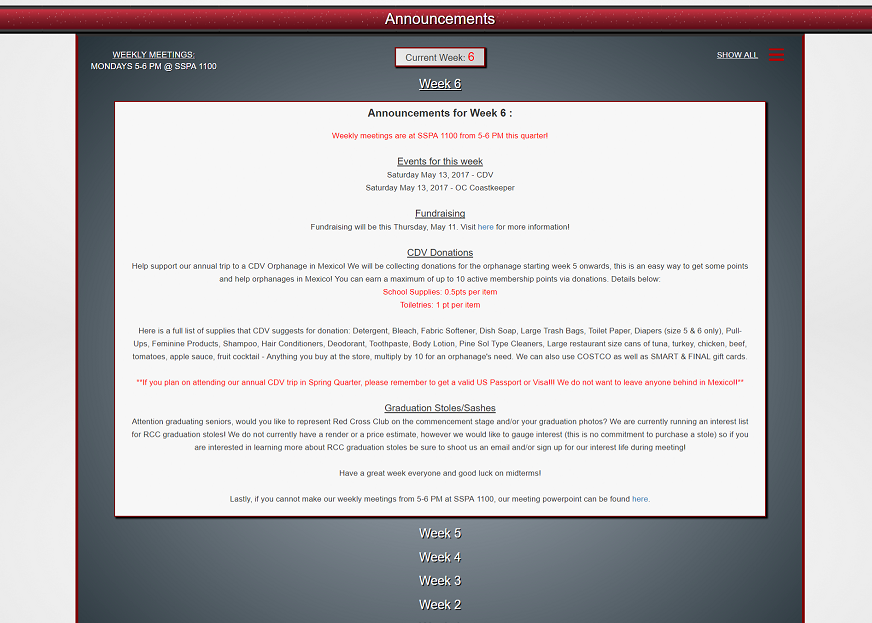 Announcements
WEEKLY MEETINGS:
MONDAYS 5-6 PM @ SSPA 1100
Current Week: 6
SHOW ALL
Week 6
Announcements for Week 6 :
Weekly meetings are at SSPA 1100 from 5-6 PM this quarter!
Events for this week
Saturday May 13, 2017 - CDV
Saturday May 13, 2017 - OC Coastkeeper
Fundraising
Fundraising will be this Thursday, May 11. Visit here for more information!
CDV Donations
Help support our annual trip to a CDV Orphanage in Mexico! We will be collecting donations for the orphanage starting week 5 onwards, this is an easy way to get some points
and help orphanages in Mexico! You can earn a maximum of up to 10 active membership points via donations. Details below:
School Supplies: 0.5pts per item
Toiletries: 1 pt per item
Here is a full list of supplies that CDV suggests for donation: Detergent, Bleach, Fabric Softener, Dish Soap, Large Trash Bags, Toilet Paper, Diapers (size 5 & 6 only), Pull-
Ups, Feminine Products, Shampoo, Hair Conditioners, Deodorant, Toothpaste, Body Lotion, Pine Sol Type Cleaners, Large restaurant size cans of tuna, turkey, chicken, beef,
tomatoes, apple sauce, fruit cocktail - Anything you buy at the store, multiply by 10 for an orphanage's need. We can also use COSTCO as well as SMART & FINAL gift cards.
**If you plan on attending our annual CDV trip in Spring Quarter, please remember to get a valid US Passport or Visa!!! We do not want to leave anyone behind in Mexico!!**
Graduation Stoles/Sashes
Attention graduating seniors, would you like to represent Red Cross Club on the commencement stage and/or your graduation photos? We are currently running an interest list
for RCC graduation stoles! We do not currently have a render or a price estimate, however we would like to gauge interest (this is no commitment to purchase a stole) so if you
are interested in learning more about RCC graduation stoles be sure to shoot us an email and/or sign up for our interest life during meeting!
Have a great week everyone and good luck on midterms!
Lastly, if you cannot make our weekly meetings from 5-6 PM at SSPA 1100, our meeting powerpoint can be found here.
Week 5
Week 4
Week 3
Week 2